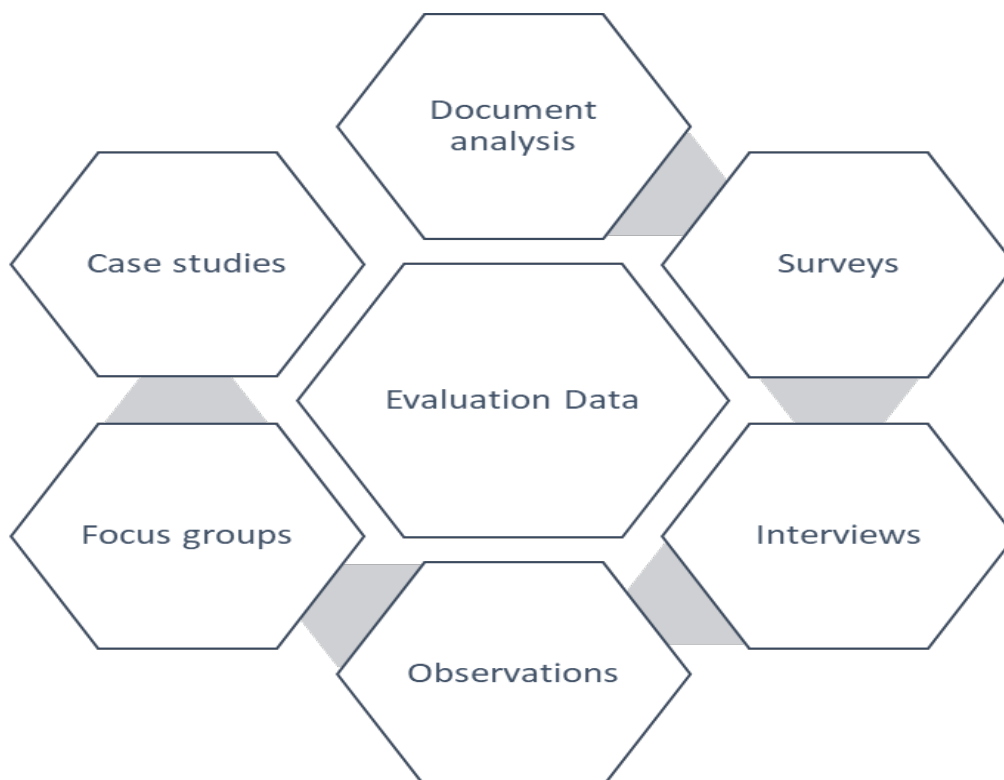 Document
analysis
Case studies
Surveys
Evaluation Data
Focus groups
Interviews
Observations